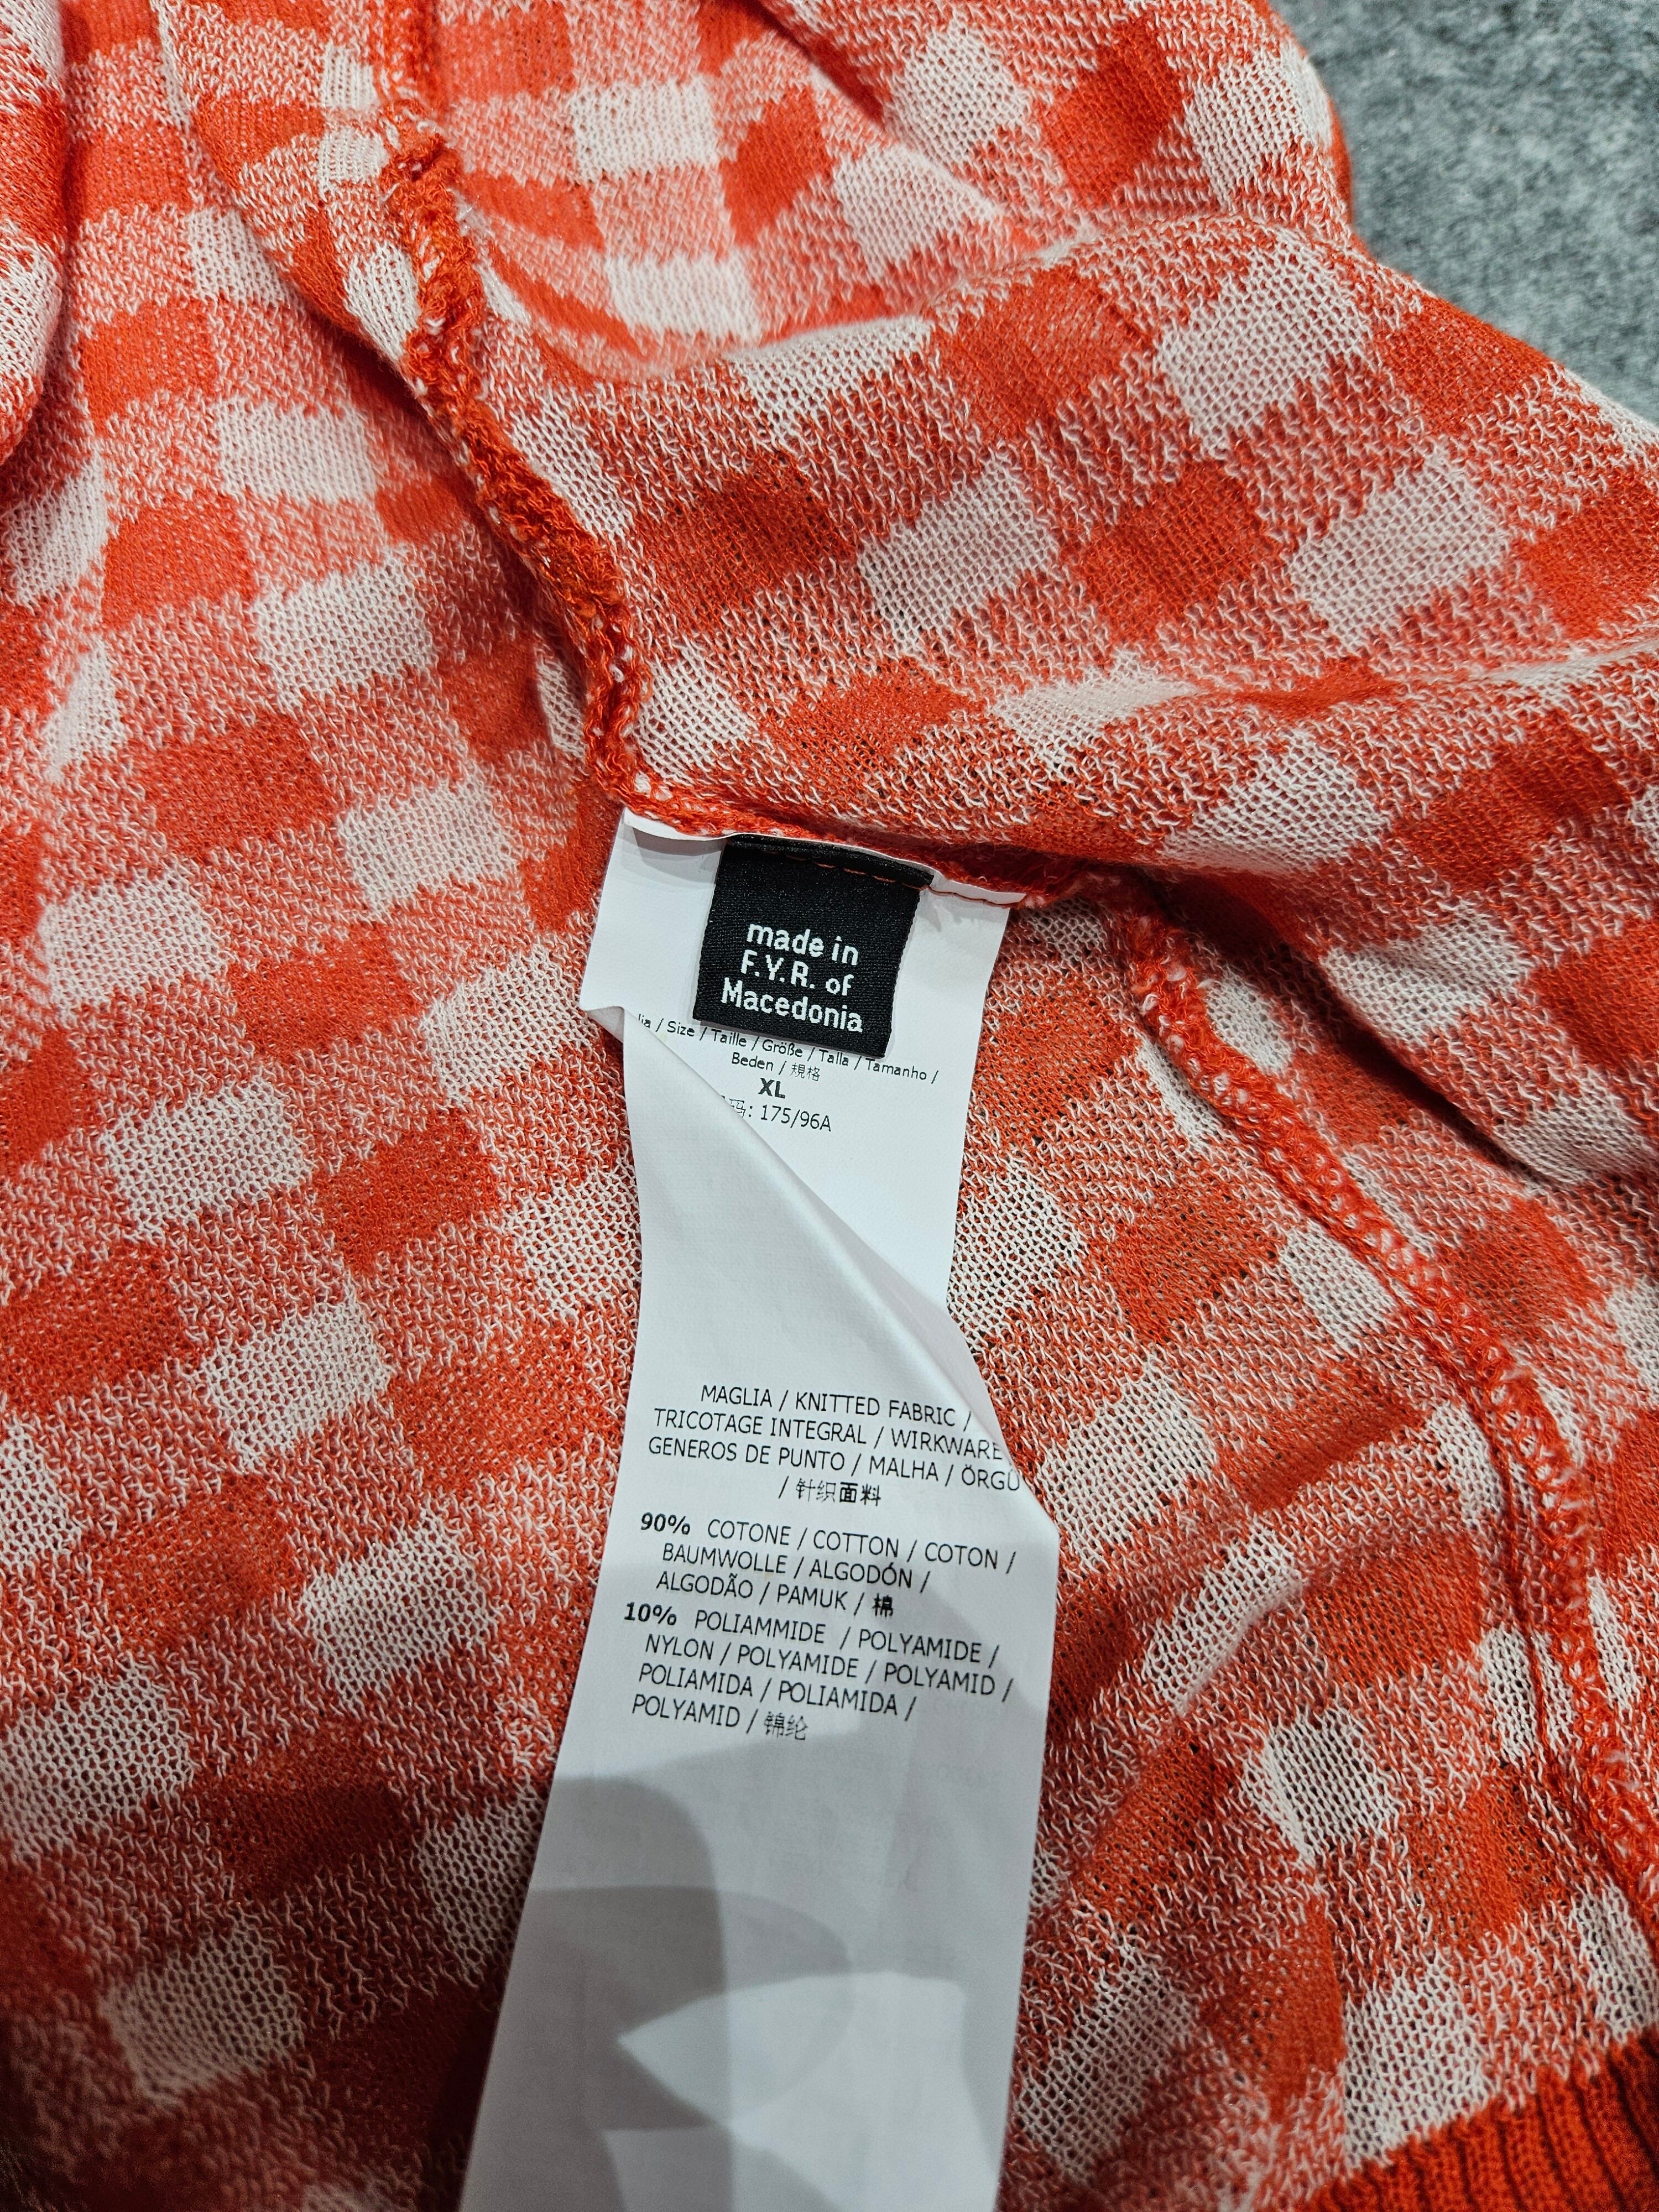 made in
F.Y.R. of
Macedonia
/ Size / Taille / Größe / Talla / Tamanho /
Beden / 規格
XL
码: 175/96A
MAGLIA / KNITTED FABRIC /
TRICOTAGE INTEGRAL / WIRKWARE
GENEROS DE PUNTO / MALHA / ÖRGÜ
/ 针织面料
90% COTONE / COTTON / COTON /
BAUMWOLLE / ALGODÓN /
ALGODÃO / PAMUK / 棉
10% POLIAMMIDE / POLYAMIDE /
NYLON / POLYAMIDE / POLYAMID /
POLIAMIDA / POLIAMIDA /
POLYAMID / 锦纶